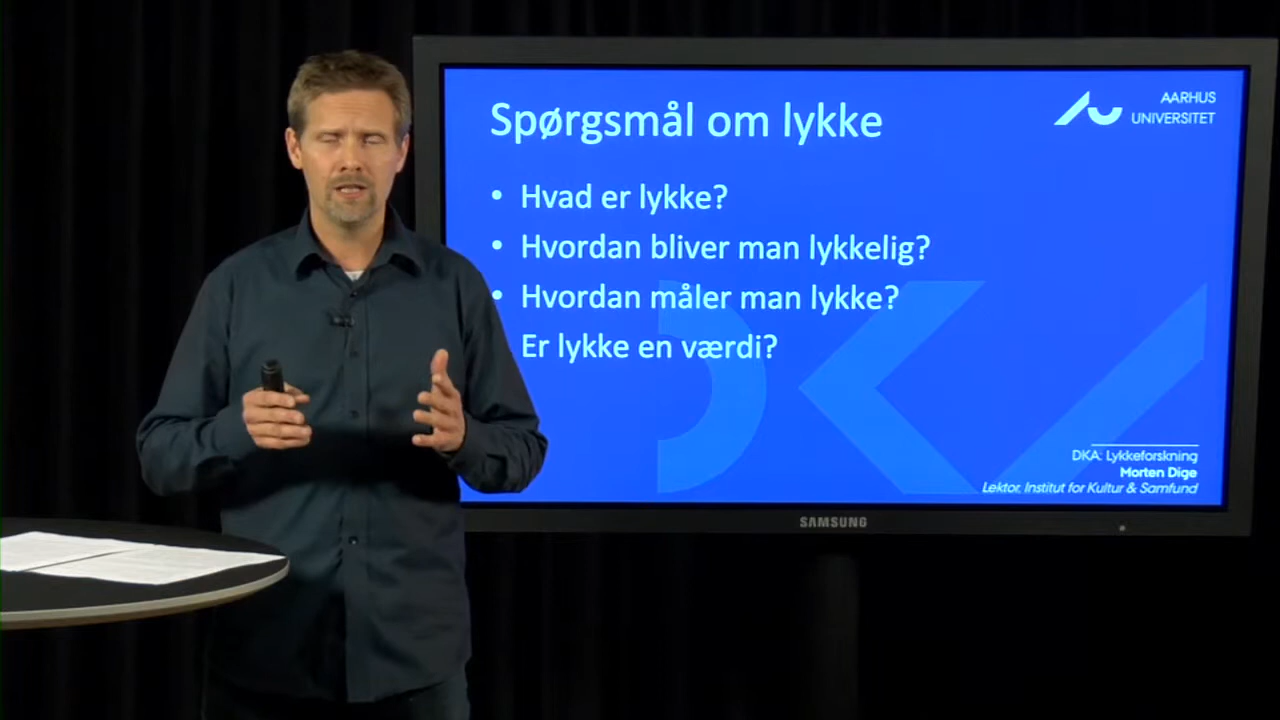 Spørgsmål om lykke
AARHUS
UNIVERSITET
• Hvad er lykke?
• Hvordan bliver man lykkelig?
• Hvordan måler man lykke?
Er lykke en værdi?
DKA: Lykkeforskning
Morten Dige
Lektor, Institut for Kultur & Samfund
SAMSUNG